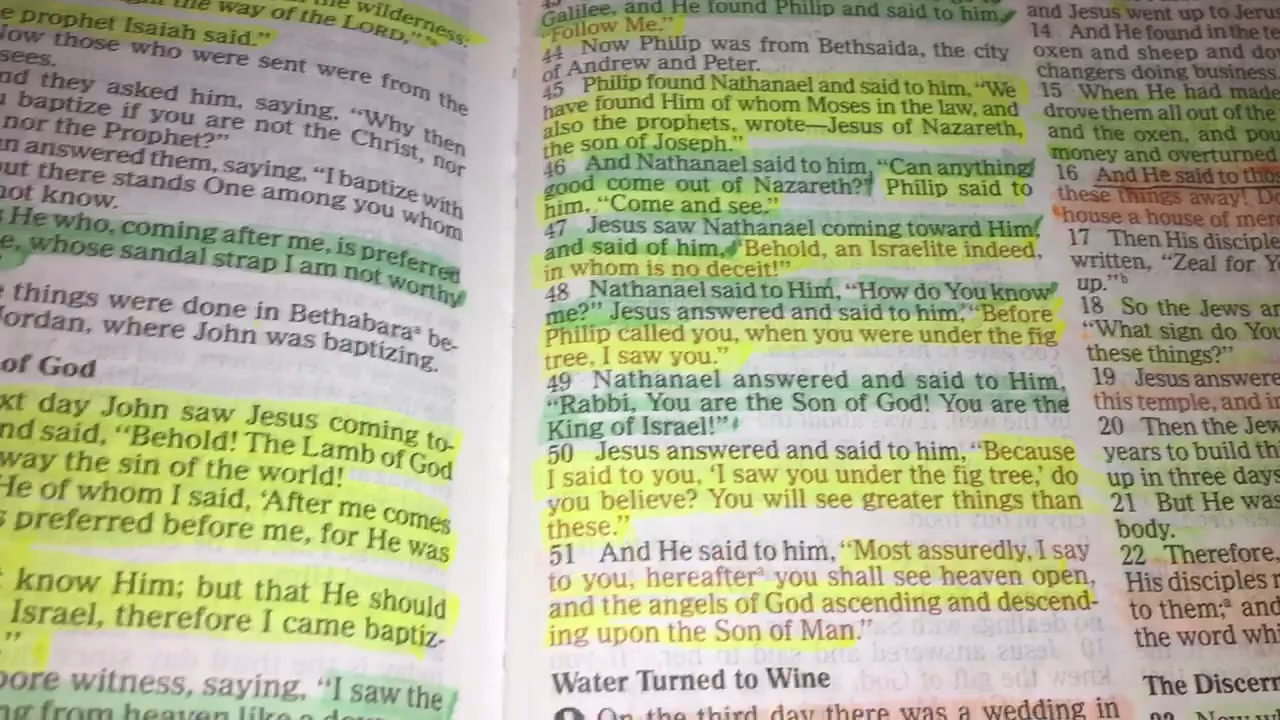 the wilderness:
the way of the LORD,"
e prophet Isaiah said."
Now those who were sent were from the
sees.
nd they asked him, saying, "Why then
u baptize if you are not the Christ, nor
nor the Prophet?"
n answered them, saying, "I baptize with
out there stands One among you whom
not know.
s He who, coming after me, is preferred
e, whose sandal strap I am not worthy
e things were done in Bethabaraª be-
Jordan, where John was baptizing.
of God
xt day John saw Jesus coming to-
nd said, "Behold! The Lamb of God
way the sin of the world!
He of whom I said, 'After me comes
s preferred before me, for He was
know Him; but that He should
Israel, therefore I came baptiz-
"
bore witness, saying, "I saw the
ng from heaven like a
Galilee, and He found Philip and said to him,
"Follow Me."
44 Now Philip was from Bethsaida, the city
of Andrew and Peter.
45 Philip found Nathanael and said to him, "We
have found Him of whom Moses in the law, and
also the prophets, wrote—Jesus of Nazareth,
the son of Joseph."
46 And Nathanael said to him, "Can anything
good come out of Nazareth?" Philip said to
him, "Come and see."
47 Jesus saw Nathanael coming toward Him,
and said of him, "Behold, an Israelite indeed,
in whom is no deceit!"
48 Nathanael said to Him, "How do You know
me?" Jesus answered and said to him, "Before
Philip called you, when you were under the fig
tree, I saw you."
49 Nathanael answered and said to Him,
"Rabbi, You are the Son of God! You are the
King of Israel!"
50 Jesus answered and said to him, "Because
I said to you, 'I saw you under the fig tree,' do
you believe? You will see greater things than
these."
51 And He said to him, "Most assuredly, I say
to you, hereafterª you shall see heaven open,
and the angels of God ascending and descend-
ing upon the Son of Man."
Water Turned to Wine
On the third day there was a wedding in
and Jesus went up to Jerus
14 And He found in the te
oxen and sheep and do
changers doing business
15 When He had made
drove them all out of the
and the oxen, and pou
money and overturned
16 And He said to thos
these things away! Do
house a house of mer
17 Then His disciple
written, "Zeal for Yo
up."ᵇ
18 So the Jews an
"What sign do You
these things?"
19 Jesus answere
this temple, and in
20 Then the Jew
years to build th
up in three days
21 But He was
body.
22 Therefore,
His disciples r
to them;ª and
the word whi
The Discern